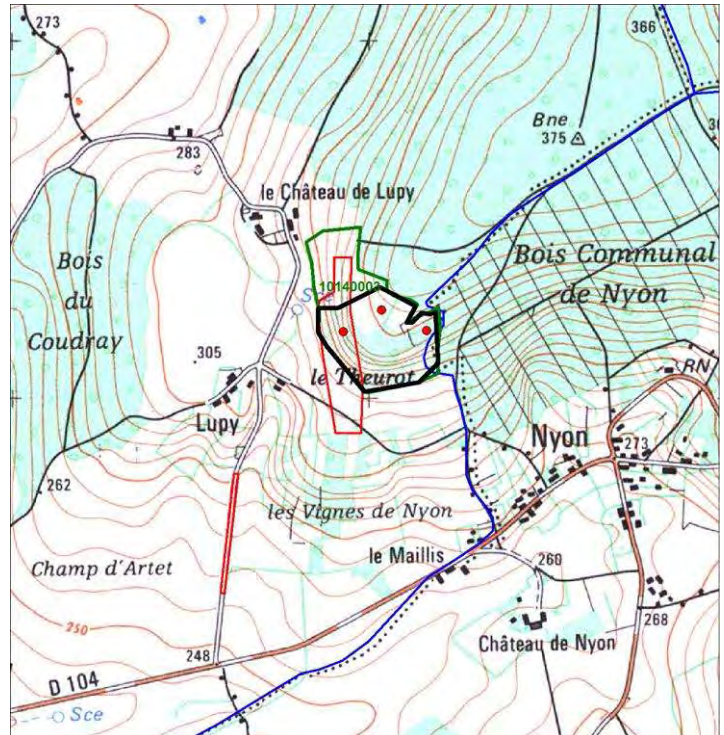 273
366
Bne
375
283
le Château de Lupy
Bois Communal
de Nyon
Bois
du
Coudray
10140003
Sce
305
le Theurot
RN
Lupy
Nyon
273
262
les Vignes de Nyon
le Maillis
260
Champ d'Artet
250
268
Château de Nyon
248
D 104
Sce